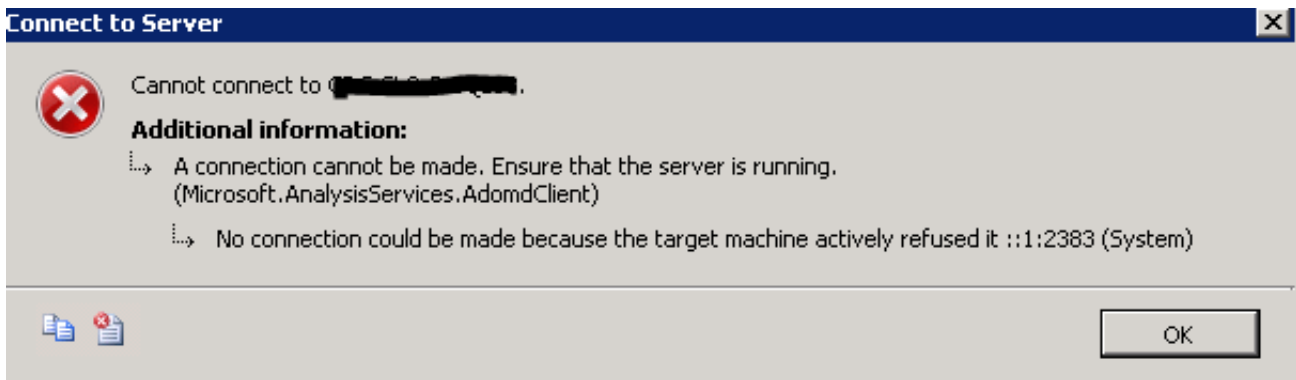 Connect to Server
Cannot connect to
Additional information:
A connection cannot be made. Ensure that the server is running.
(Microsoft.AnalysisServices.AdomdClient)
No connection could be made because the target machine actively refused it ::1:2383 (System)
OK